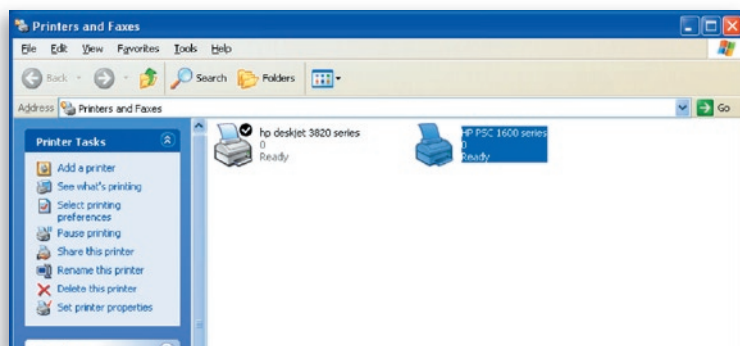 Printers and Faxes
File Edit View Favorites Tools Help
Back Search Folders
Address Printers and Faxes Go
Printer Tasks
Add a printer
See what's printing
Select printing
preferences
Pause printing
Share this printer
Rename this printer
Delete this printer
Set printer properties
hp deskjet 3820 series
0
Ready
HP PSC 1600 series
0
Ready